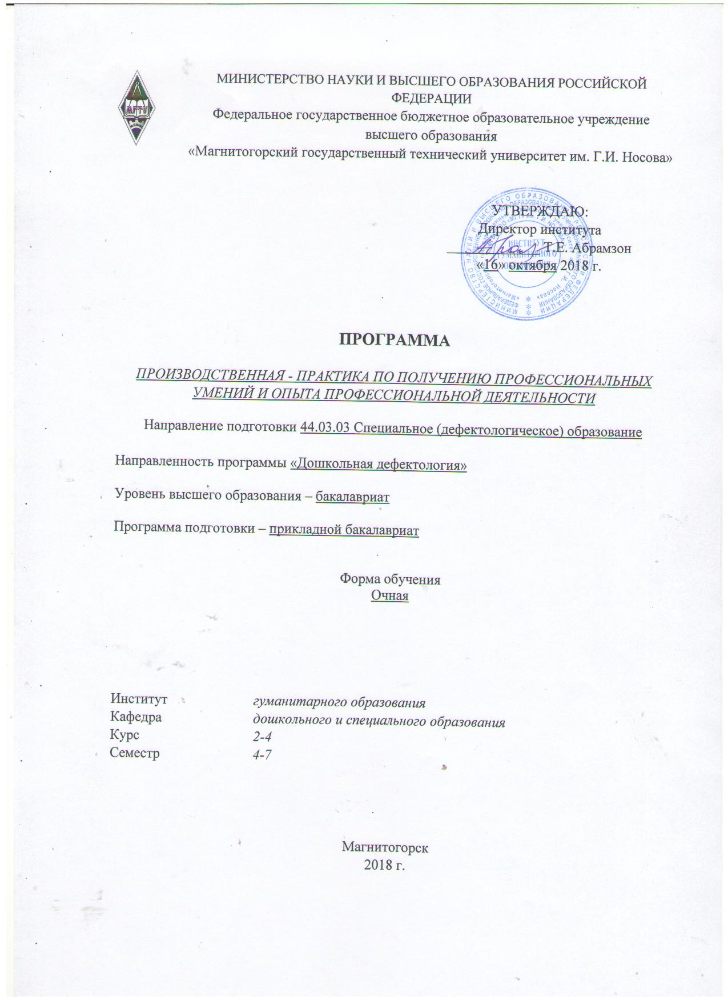 МИНИСТЕРСТВО НАУКИ И ВЫСШЕГО ОБРАЗОВАНИЯ РОССИЙСКОЙ
ФЕДЕРАЦИИ
Федеральное государственное бюджетное образовательное учреждение
высшего образования
«Магнитогорский государственный технический университет им. Г.И. Носова»
МГТУ
УТВЕРЖДАЮ:
Директор института
Т.Е. Абрамзон
«16» октября 2018 г.
ИНСТИТУТ
ГУМАНИТАРНОГО
ОБРАЗОВАНИЯ
ПРОГРАММА
ПРОИЗВОДСТВЕННАЯ - ПРАКТИКА ПО ПОЛУЧЕНИЮ ПРОФЕССИОНАЛЬНЫХ
УМЕНИЙ И ОПЫТА ПРОФЕССИОНАЛЬНОЙ ДЕЯТЕЛЬНОСТИ
Направление подготовки 44.03.03 Специальное (дефектологическое) образование
Направленность программы «Дошкольная дефектология»
Уровень высшего образования – бакалавриат
Программа подготовки – прикладной бакалавриат
Форма обучения
Очная
Институт гуманитарного образования
Кафедра дошкольного и специального образования
Курс 2-4
Семестр 4-7
Магнитогорск
2018 г.